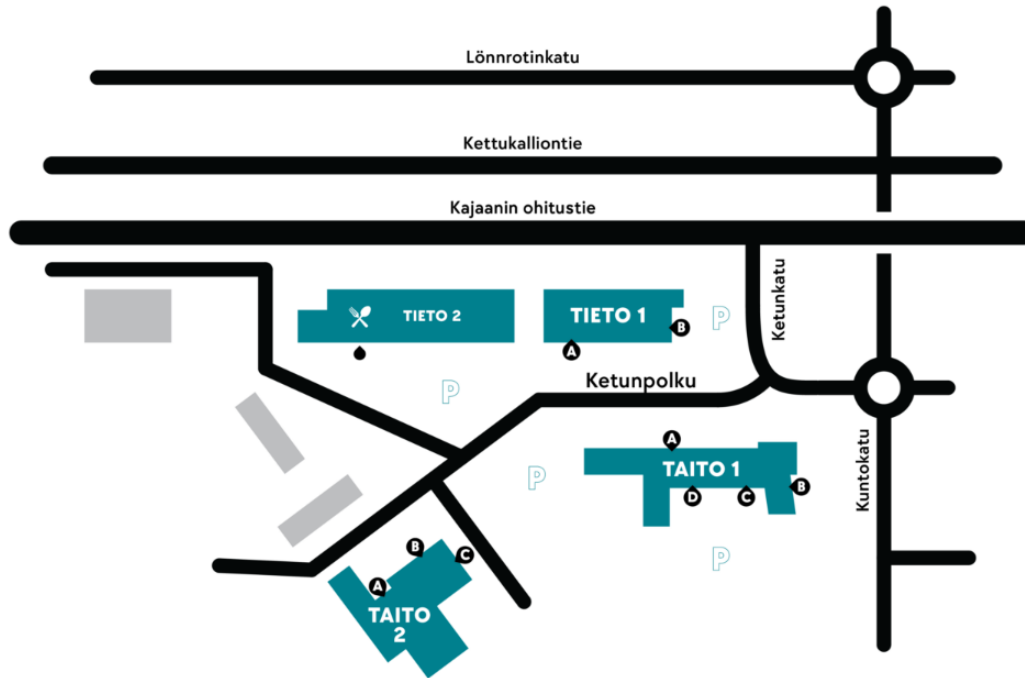 Lönnrotinkatu
Kettukalliontie
Kajaanin ohitustie
Ketunkatu
TIETO 2
TIETO 1
P
B
A
Ketunpolku
P
A
TAITO 1
P
D
C
B
Kuntokatu
B
C
P
A
TAITO
2